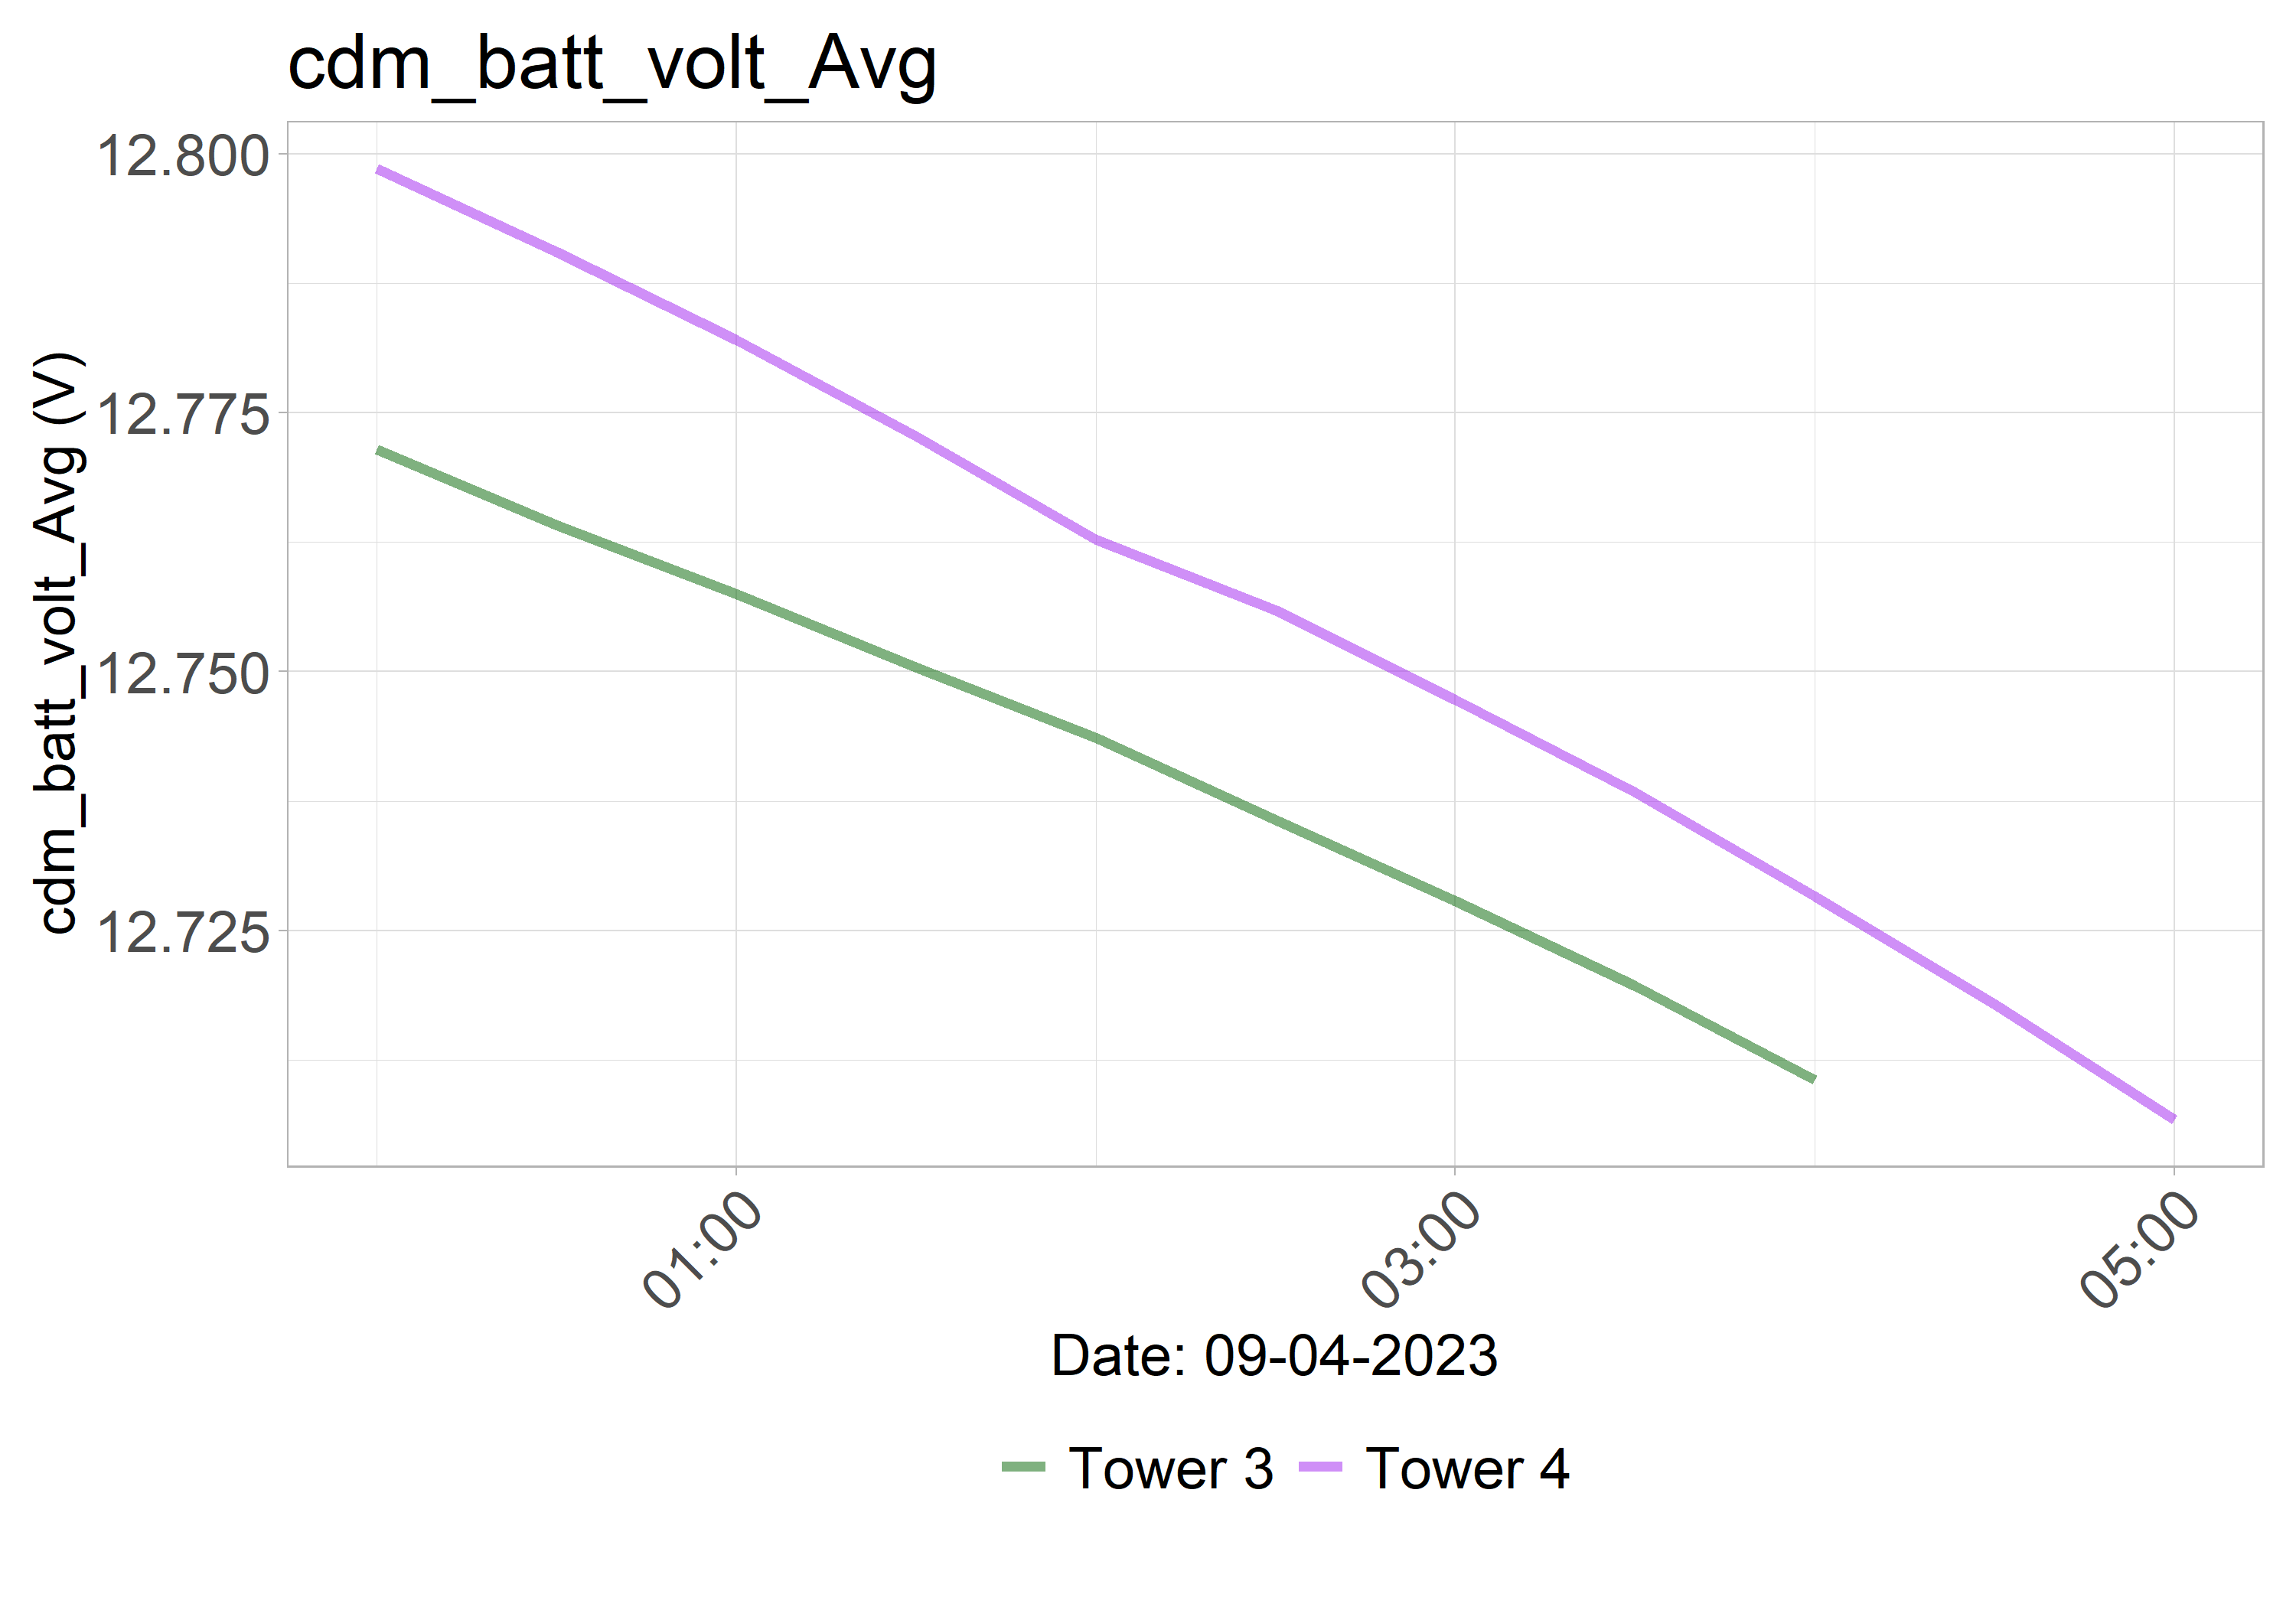 cdm_batt_volt_Avg
cdm_batt_volt_Avg (V)
12.800
12.775
12.750
12.725
01:00
03:00
05:00
Date: 09-04-2023
Tower 3
Tower 4